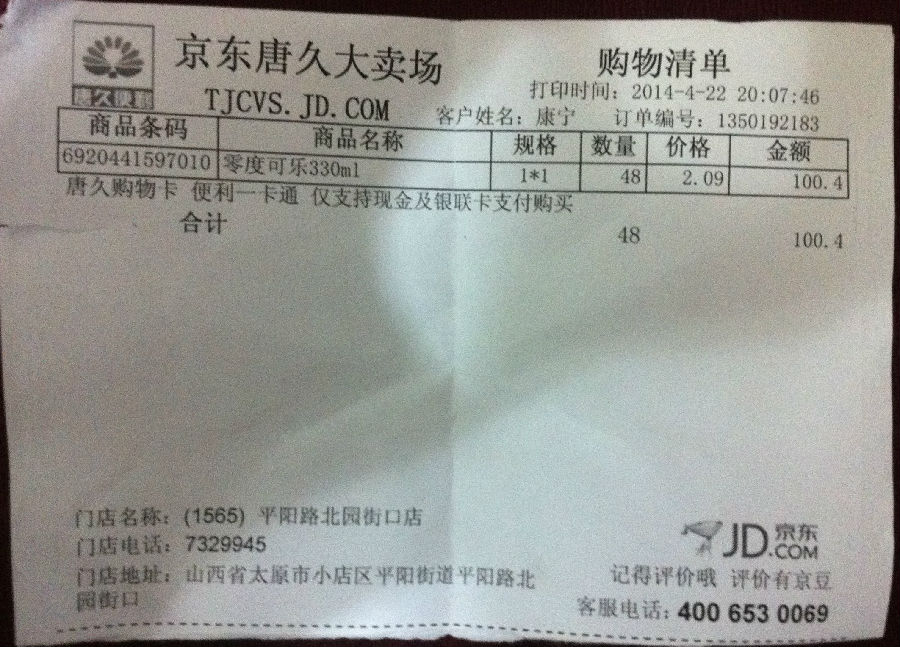 唐久便利
京东唐久大卖场
购物清单
TJCVS.JD.COM
打印时间：2014-4-22 20:07:46
客户姓名：康宁 订单编号：1350192183
商品条码 商品名称 规格 数量 价格 金额
6920441597010 零度可乐330ml 1*1 48 2.09 100.4
唐久购物卡 便利一卡通 仅支持现金及银联卡支付购买
合计 48 100.4
门店名称：(1565) 平阳路北园街口店
门店电话：7329945
门店地址：山西省太原市小店区平阳街道平阳路北
园街口
JD京东.COM
记得评价哦 评价有京豆
客服电话：400 653 0069